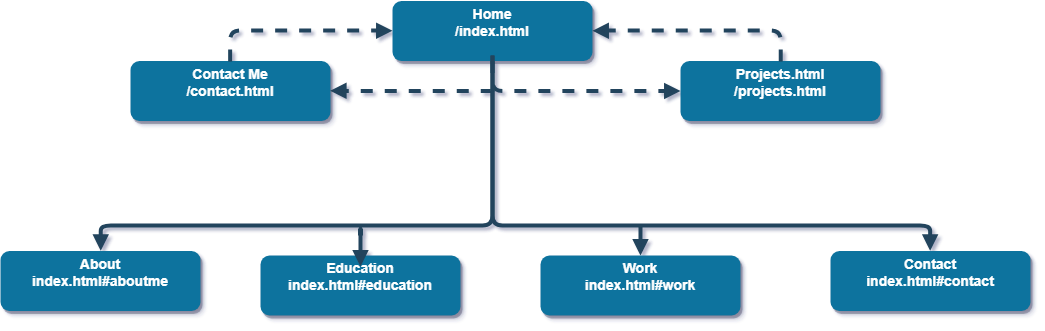 Home
/index.html
Contact Me
/contact.html
Projects.html
/projects.html
About
index.html#aboutme
Education
index.html#education
Work
index.html#work
Contact
index.html#contact